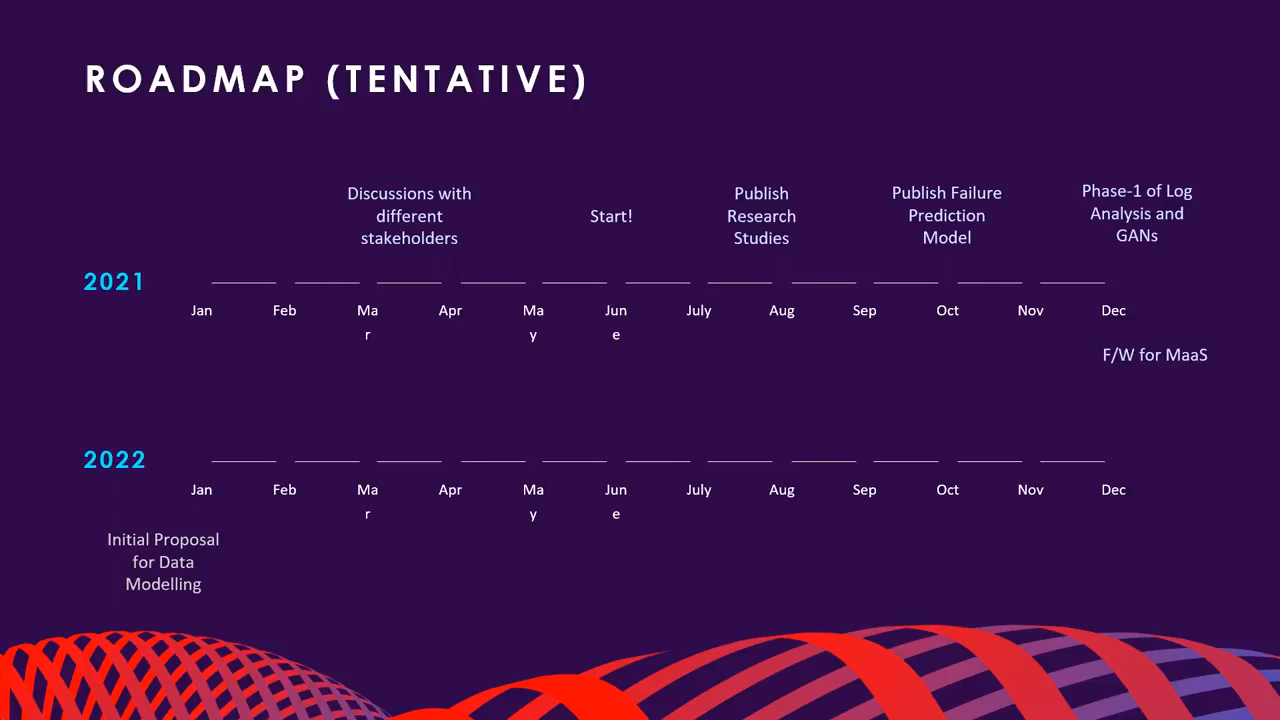 ROADMAP (TENTATIVE)
Discussions with
different
stakeholders
Start!
Publish
Research
Studies
Publish Failure
Prediction
Model
Phase-1 of Log
Analysis and
GANs
2021
Jan Feb Ma Apr Ma Jun July Aug Sep Oct Nov Dec
r y e
F/W for MaaS
2022
Jan Feb Ma Apr Ma Jun July Aug Sep Oct Nov Dec
r y e
Initial Proposal
for Data
Modelling